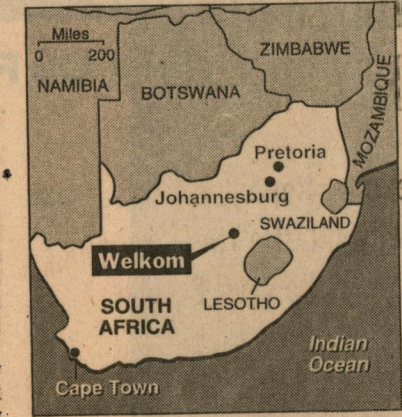 Miles
0 200
ZIMBABWE
NAMIBIA
BOTSWANA
MOZAMBIQUE
Pretoria
Johannesburg
SWAZILAND
Welkom
SOUTH
AFRICA
LESOTHO
Indian
Ocean
Cape Town